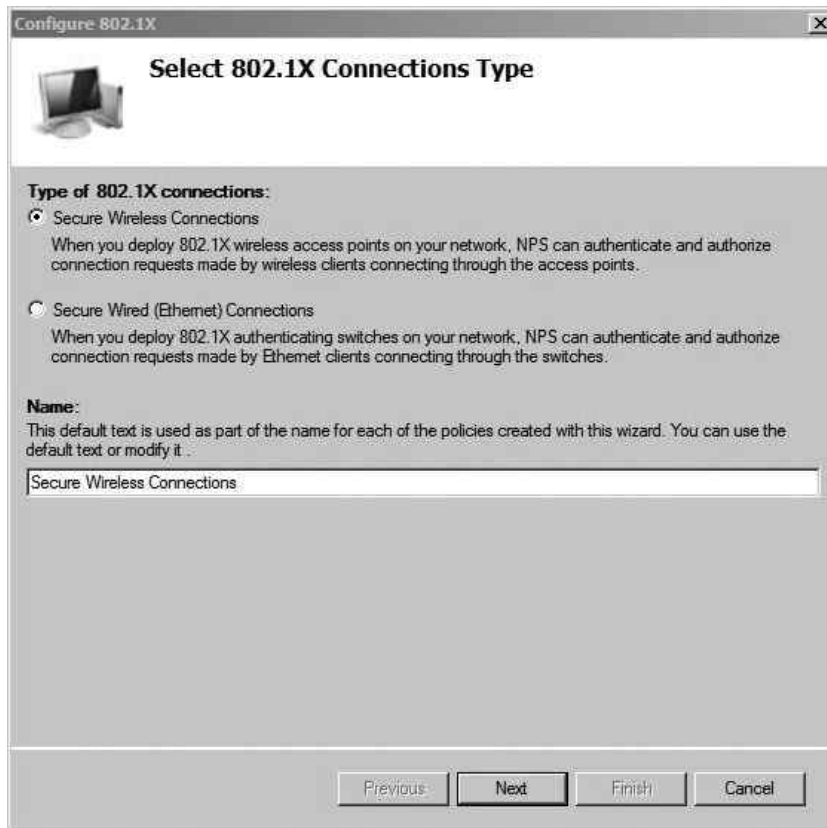 Configure 802.1X
Select 802.1X Connections Type
Type of 802.1X connections:
Secure Wireless Connections
When you deploy 802.1X wireless access points on your network, NPS can authenticate and authorize
connection requests made by wireless clients connecting through the access points.
Secure Wired (Ethernet) Connections
When you deploy 802.1X authenticating switches on your network, NPS can authenticate and authorize
connection requests made by Ethernet clients connecting through the switches.
Name:
This default text is used as part of the name for each of the policies created with this wizard. You can use the
default text or modify it .
Secure Wireless Connections
Previous Next Finish Cancel